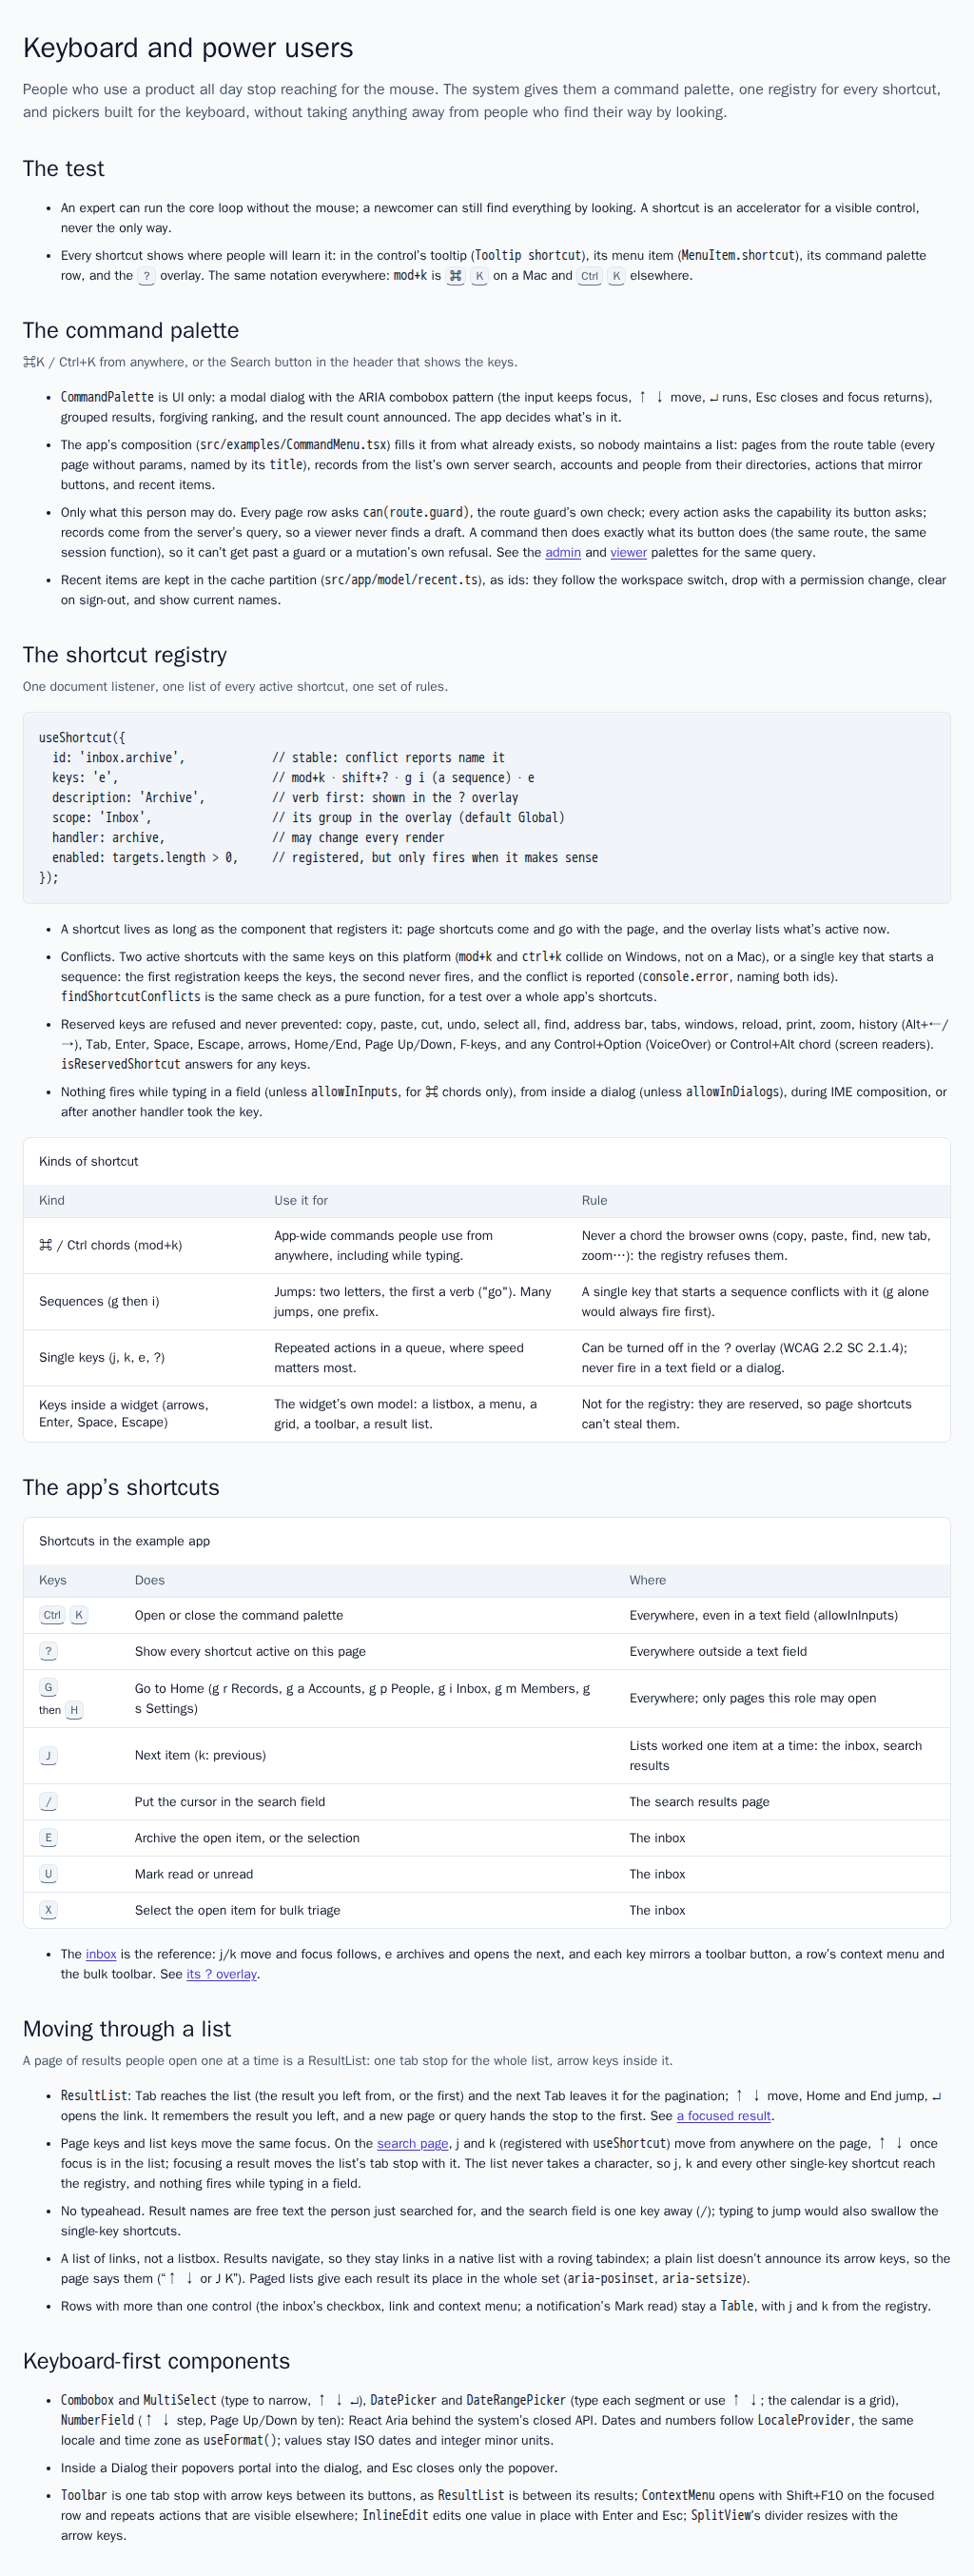 Keyboard and power users
People who use a product all day stop reaching for the mouse. The system gives them a command palette, one registry for every shortcut,
and pickers built for the keyboard, without taking anything away from people who find their way by looking.
The test
• An expert can run the core loop without the mouse; a newcomer can still find everything by looking. A shortcut is an accelerator for a visible control,
never the only way.
• Every shortcut shows where people will learn it: in the control's tooltip (Tooltip shortcut), its menu item (MenuItem.shortcut), its command palette
row, and the ? overlay. The same notation everywhere: mod+k is ⌘ K on a Mac and Ctrl K elsewhere.
The command palette
⌘K / Ctrl+K from anywhere, or the Search button in the header that shows the keys.
• CommandPalette is UI only: a modal dialog with the ARIA combobox pattern (the input keeps focus, ↑ ↓ move, ↵ runs, Esc closes and focus returns),
grouped results, forgiving ranking, and the result count announced. The app decides what's in it.
• The app's composition (src/examples/CommandMenu.tsx) fills it from what already exists, so nobody maintains a list: pages from the route table (every
page without params, named by its title), records from the list's own server search, accounts and people from their directories, actions that mirror
buttons, and recent items.
• Only what this person may do. Every page row asks can(route.guard), the route guard's own check; every action asks the capability its button asks;
records come from the server's query, so a viewer never finds a draft. A command then does exactly what its button does (the same route, the same
session function), so it can't get past a guard or a mutation's own refusal. See the admin and viewer palettes for the same query.
• Recent items are kept in the cache partition (src/app/model/recent.ts), as ids: they follow the workspace switch, drop with a permission change, clear
on sign-out, and show current names.
The shortcut registry
One document listener, one list of every active shortcut, one set of rules.
useShortcut({
id: 'inbox.archive', // stable: conflict reports name it
keys: 'e', // mod+k · shift+? · g i (a sequence) · e
description: 'Archive', // verb first: shown in the ? overlay
scope: 'Inbox', // its group in the overlay (default Global)
handler: archive, // may change every render
enabled: targets.length > 0, // registered, but only fires when it makes sense
});
• A shortcut lives as long as the component that registers it: page shortcuts come and go with the page, and the overlay lists what's active now.
• Conflicts. Two active shortcuts with the same keys on this platform (mod+k and ctrl+k collide on Windows, not on a Mac), or a single key that starts a
sequence: the first registration keeps the keys, the second never fires, and the conflict is reported (console.error, naming both ids).
findShortcutConflicts is the same check as a pure function, for a test over a whole app's shortcuts.
• Reserved keys are refused and never prevented: copy, paste, cut, undo, select all, find, address bar, tabs, windows, reload, print, zoom, history (Alt+←/
→), Tab, Enter, Space, Escape, arrows, Home/End, Page Up/Down, F-keys, and any Control+Option (VoiceOver) or Control+Alt chord (screen readers).
isReservedShortcut answers for any keys.
• Nothing fires while typing in a field (unless allowInInputs, for ⌘ chords only), from inside a dialog (unless allowInDialogs), during IME composition, or
after another handler took the key.
Kinds of shortcut
Kind Use it for Rule
⌘ / Ctrl chords (mod+k) App-wide commands people use from anywhere, including while typing. Never a chord the browser owns (copy, paste, find, new tab, zoom…): the registry refuses them.
Sequences (g then i) Jumps: two letters, the first a verb ("go"). Many jumps, one prefix. A single key that starts a sequence conflicts with it (g alone would always fire first).
Single keys (j, k, e, ?) Repeated actions in a queue, where speed matters most. Can be turned off in the ? overlay (WCAG 2.2 SC 2.1.4); never fire in a text field or a dialog.
Keys inside a widget (arrows, Enter, Space, Escape) The widget's own model: a listbox, a menu, a grid, a toolbar, a result list. Not for the registry: they are reserved, so page shortcuts can't steal them.
The app's shortcuts
Shortcuts in the example app
Keys Does Where
Ctrl K Open or close the command palette Everywhere, even in a text field (allowInInputs)
? Show every shortcut active on this page Everywhere outside a text field
G then H Go to Home (g r Records, g a Accounts, g p People, g i Inbox, g m Members, g s Settings) Everywhere; only pages this role may open
J Next item (k: previous) Lists worked one item at a time: the inbox, search results
/ Put the cursor in the search field The search results page
E Archive the open item, or the selection The inbox
U Mark read or unread The inbox
X Select the open item for bulk triage The inbox
• The inbox is the reference: j/k move and focus follows, e archives and opens the next, and each key mirrors a toolbar button, a row's context menu and
the bulk toolbar. See its ? overlay.
Moving through a list
A page of results people open one at a time is a ResultList: one tab stop for the whole list, arrow keys inside it.
• ResultList: Tab reaches the list (the result you left from, or the first) and the next Tab leaves it for the pagination; ↑ ↓ move, Home and End jump, ↵
opens the link. It remembers the result you left, and a new page or query hands the stop to the first. See a focused result.
• Page keys and list keys move the same focus. On the search page, j and k (registered with useShortcut) move from anywhere on the page, ↑ ↓ once
focus is in the list; focusing a result moves the list's tab stop with it. The list never takes a character, so j, k and every other single-key shortcut reach
the registry, and nothing fires while typing in a field.
• No typeahead. Result names are free text the person just searched for, and the search field is one key away (/); typing to jump would also swallow the
single-key shortcuts.
• A list of links, not a listbox. Results navigate, so they stay links in a native list with a roving tabindex; a plain list doesn't announce its arrow keys, so the
page says them (“↑ ↓ or J K”). Paged lists give each result its place in the whole set (aria-posinset, aria-setsize).
• Rows with more than one control (the inbox's checkbox, link and context menu; a notification's Mark read) stay a Table, with j and k from the registry.
Keyboard-first components
• Combobox and MultiSelect (type to narrow, ↑ ↓ ↵), DatePicker and DateRangePicker (type each segment or use ↑ ↓; the calendar is a grid),
NumberField (↑ ↓ step, Page Up/Down by ten): React Aria behind the system's closed API. Dates and numbers follow LocaleProvider, the same
locale and time zone as useFormat(); values stay ISO dates and integer minor units.
• Inside a Dialog their popovers portal into the dialog, and Esc closes only the popover.
• Toolbar is one tab stop with arrow keys between its buttons, as ResultList is between its results; ContextMenu opens with Shift+F10 on the focused
row and repeats actions that are visible elsewhere; InlineEdit edits one value in place with Enter and Esc; SplitView's divider resizes with the
arrow keys.